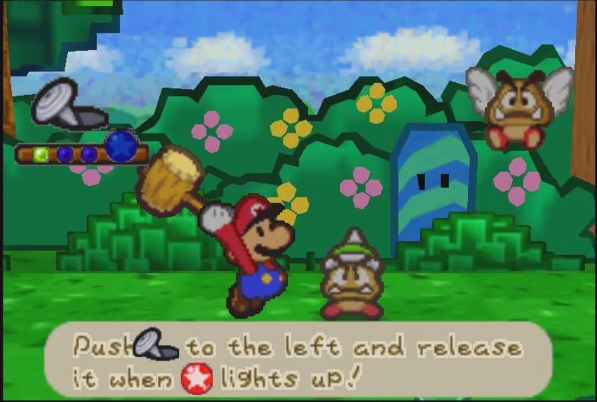 Push to the left and release
it when lights up!